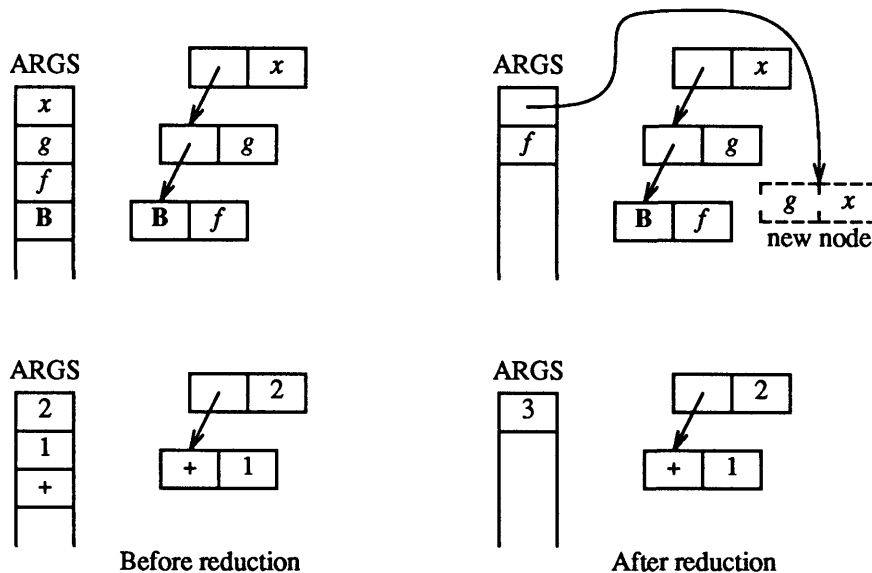 ARGS
x
g
f
B
x
g
B f
ARGS
f
x
g
B f
g x
new node
ARGS
2
1
+
2
+ 1
Before reduction
ARGS
3
2
+ 1
After reduction